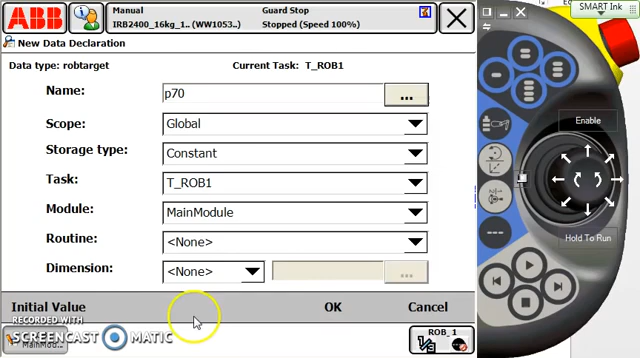 ABB
Manual
IRB2400_16kg_1.. (WW1053..
Guard Stop
Stopped (Speed 100%)
SMART Ink
New Data Declaration
Data type: robtarget
Current Task: T_ROB1
Name:
p70
...
Scope:
Global
Storage type:
Constant
Task:
T_ROB1
Module:
MainModule
Routine:
<None>
Dimension:
<None>
...
Initial Value
OK
Cancel
RECORDED WITH
SCREENCAST MATIC
MainMod...
ROB_1
1/3
Enable
Hold To Run